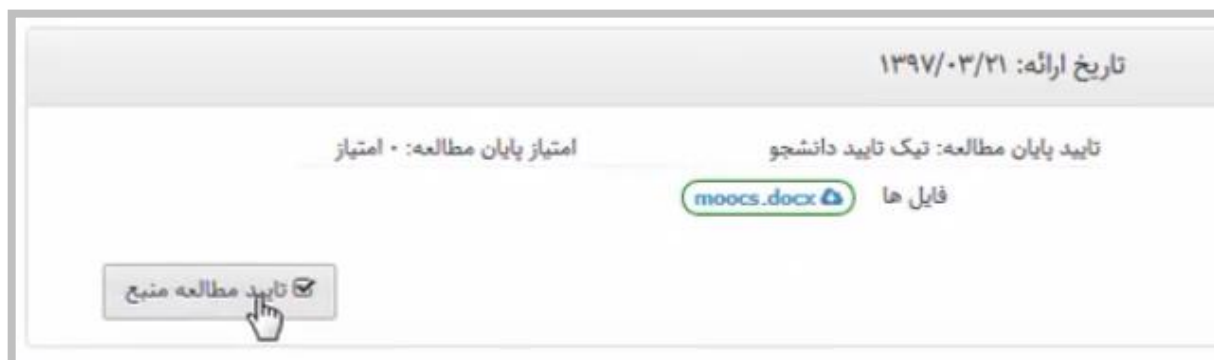 تاریخ ارائه: ۱۳۹۷/۰۳/۲۱
تایید پایان مطالعه: تیک تایید دانشجو امتیاز پایان مطالعه: ۰ امتیاز
فایل ها moocs.docx
تایید مطالعه منبع